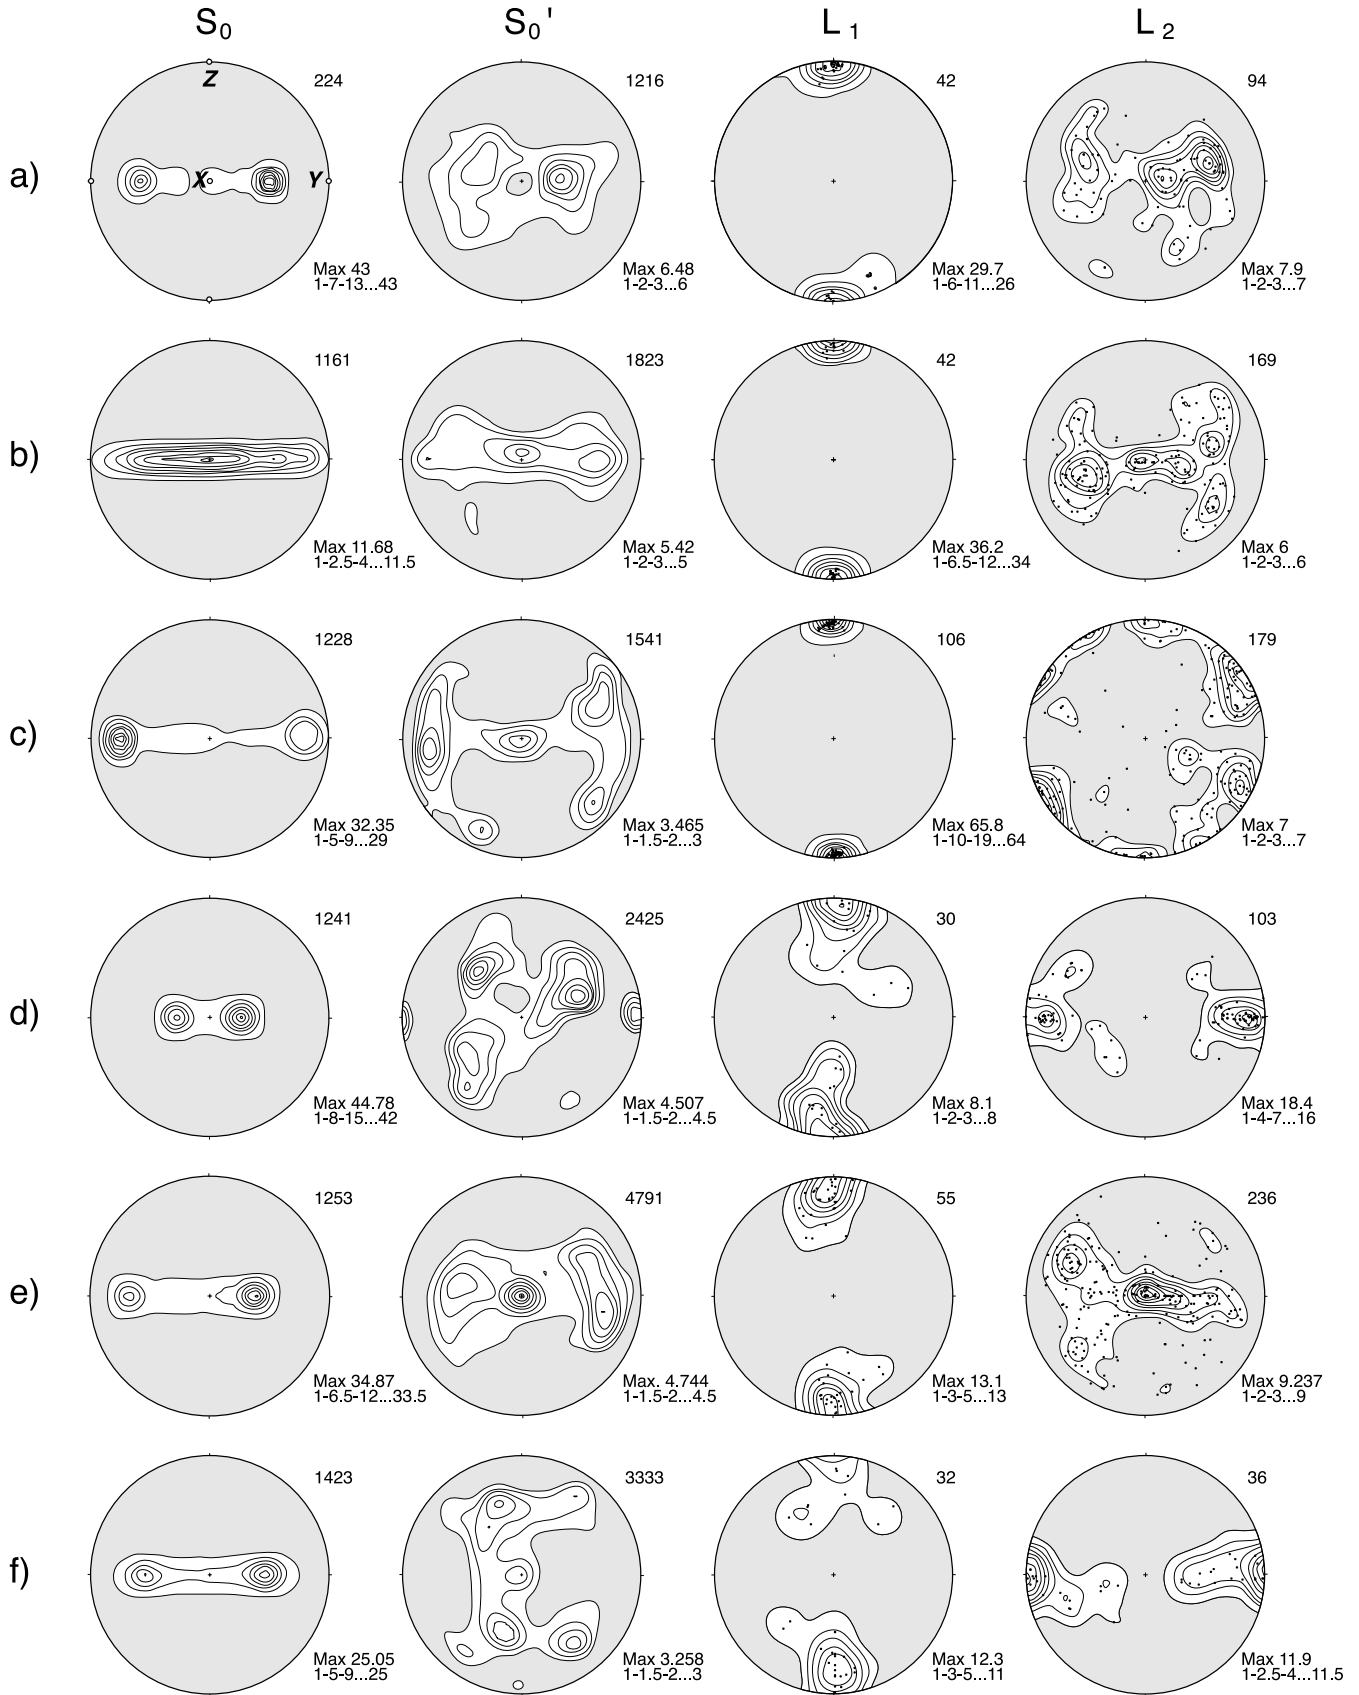 S0 S0' L1 L2
a)
Z
X
Y
224
Max 43
1-7-13...43
1216
Max 6.48
1-2-3...6
42
Max 29.7
1-6-11...26
94
Max 7.9
1-2-3...7
b)
1161
Max 11.68
1-2.5-4...11.5
1823
Max 5.42
1-2-3...5
42
Max 36.2
1-6.5-12...34
169
Max 6
1-2-3...6
c)
1228
Max 32.35
1-5-9...29
1541
Max 3.465
1-1.5-2...3
106
Max 65.8
1-10-19...64
179
Max 7
1-2-3...7
d)
1241
Max 44.78
1-8-15...42
2425
Max 4.507
1-1.5-2...4.5
30
Max 8.1
1-2-3...8
103
Max 18.4
1-4-7...16
e)
1253
Max 34.87
1-6.5-12...33.5
4791
Max. 4.744
1-1.5-2...4.5
55
Max 13.1
1-3-5...13
236
Max 9.237
1-2-3...9
f)
1423
Max 25.05
1-5-9...25
3333
Max 3.258
1-1.5-2...3
32
Max 12.3
1-3-5...11
36
Max 11.9
1-2.5-4...11.5